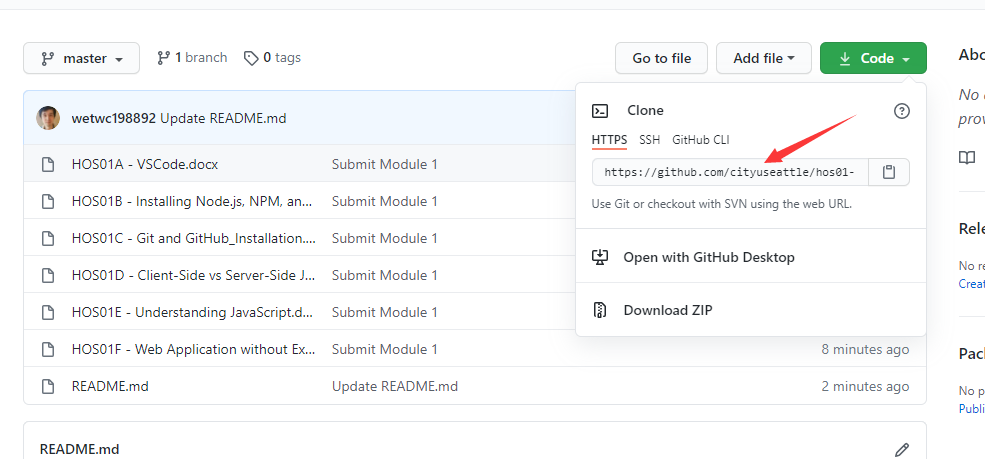 master 1 branch 0 tags Go to file Add file Code
wetwc198892 Update README.md
HOS01A - VSCode.docx Submit Module 1
HOS01B - Installing Node.js, NPM, an... Submit Module 1
HOS01C - Git and GitHub_Installation.... Submit Module 1
HOS01D - Client-Side vs Server-Side J... Submit Module 1
HOS01E - Understanding JavaScript.d... Submit Module 1
HOS01F - Web Application without Ex... Submit Module 1 8 minutes ago
README.md Update README.md 2 minutes ago
README.md
Clone
HTTPS SSH GitHub CLI
https://github.com/cityuseattle/hos01-
Use Git or checkout with SVN using the web URL.
Open with GitHub Desktop
Download ZIP
Abo
No
prov
Rele
No re
Creat
Pac
No p
Publi